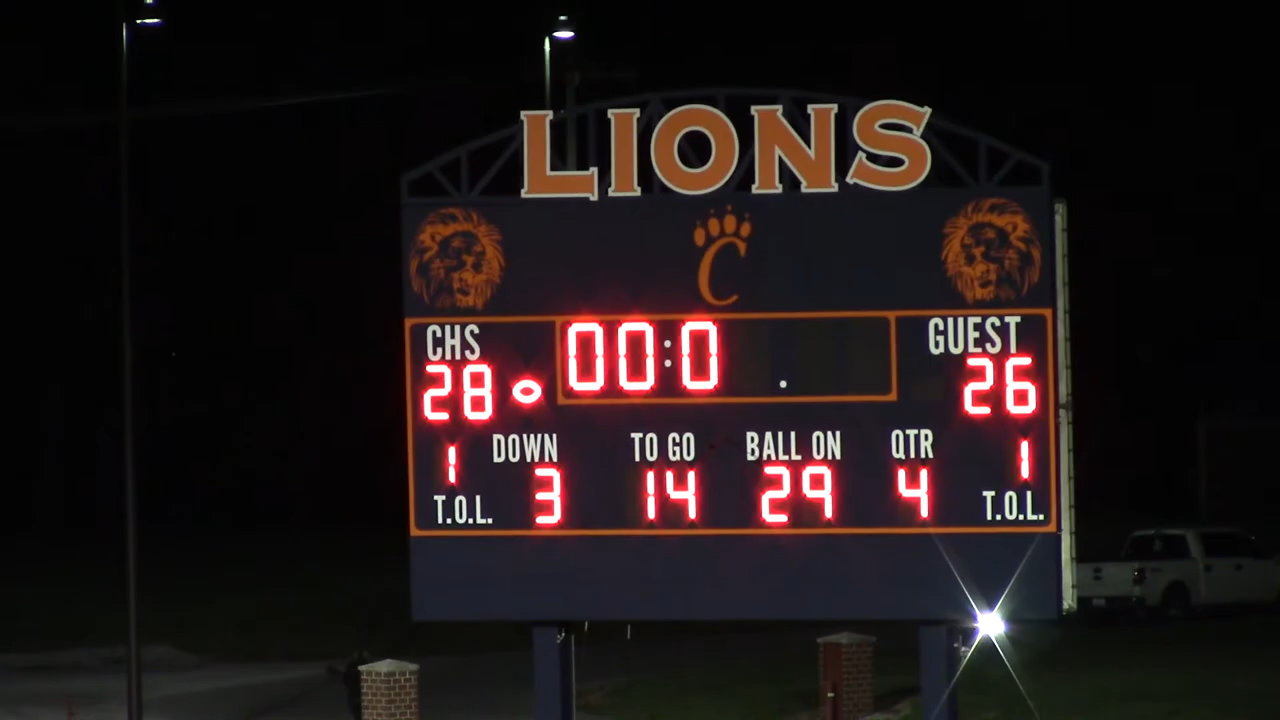 LIONS
C
CHS 00:0 . GUEST
28 26
DOWN TO GO BALL ON QTR
1 3 14 29 4 1
T.O.L. T.O.L.